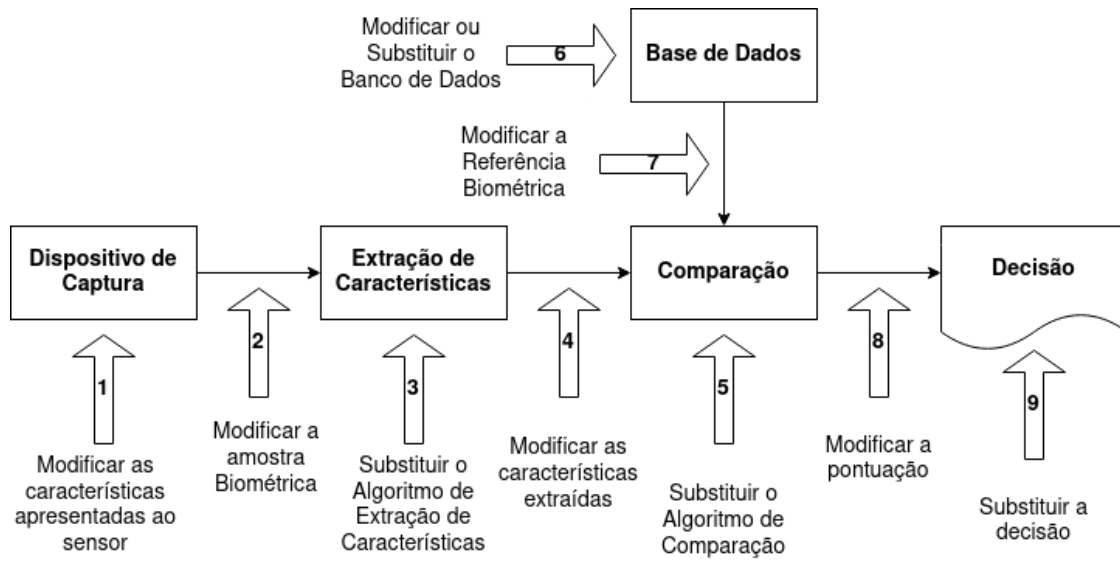 Modificar ou
Substituir o
Banco de Dados
6
Base de Dados
Modificar a
Referência
Biométrica
7
Dispositivo de
Captura
Extração de
Características
Comparação
Decisão
1
2
3
4
5
8
9
Modificar as
características
apresentadas ao
sensor
Modificar a
amostra
Biométrica
Substituir o
Algoritmo de
Extração de
Características
Modificar as
características
extraídas
Substituir o
Algoritmo de
Comparação
Modificar a
pontuação
Substituir a
decisão